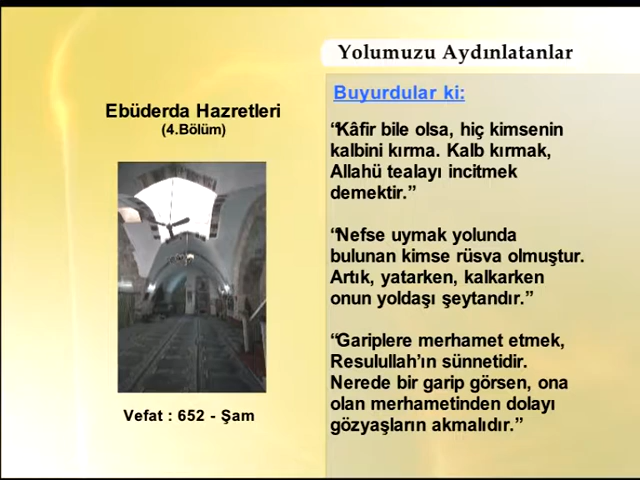 Yolumuzu Aydınlatanlar
Ebüderda Hazretleri
(4.Bölüm)
Vefat : 652 - Şam
Buyurdular ki:
“Kâfir bile olsa, hiç kimsenin
kalbini kırma. Kalb kırmak,
Allahü tealayı incitmek
demektir.”
“Nefse uymak yolunda
bulunan kimse rüsva olmuştur.
Artık, yatarken, kalkarken
onun yoldaşı şeytandır.”
“Gariplere merhamet etmek,
Resulullah’ın sünnetidir.
Nerede bir garip görsen, ona
olan merhametinden dolayı
gözyaşların akmalıdır.”